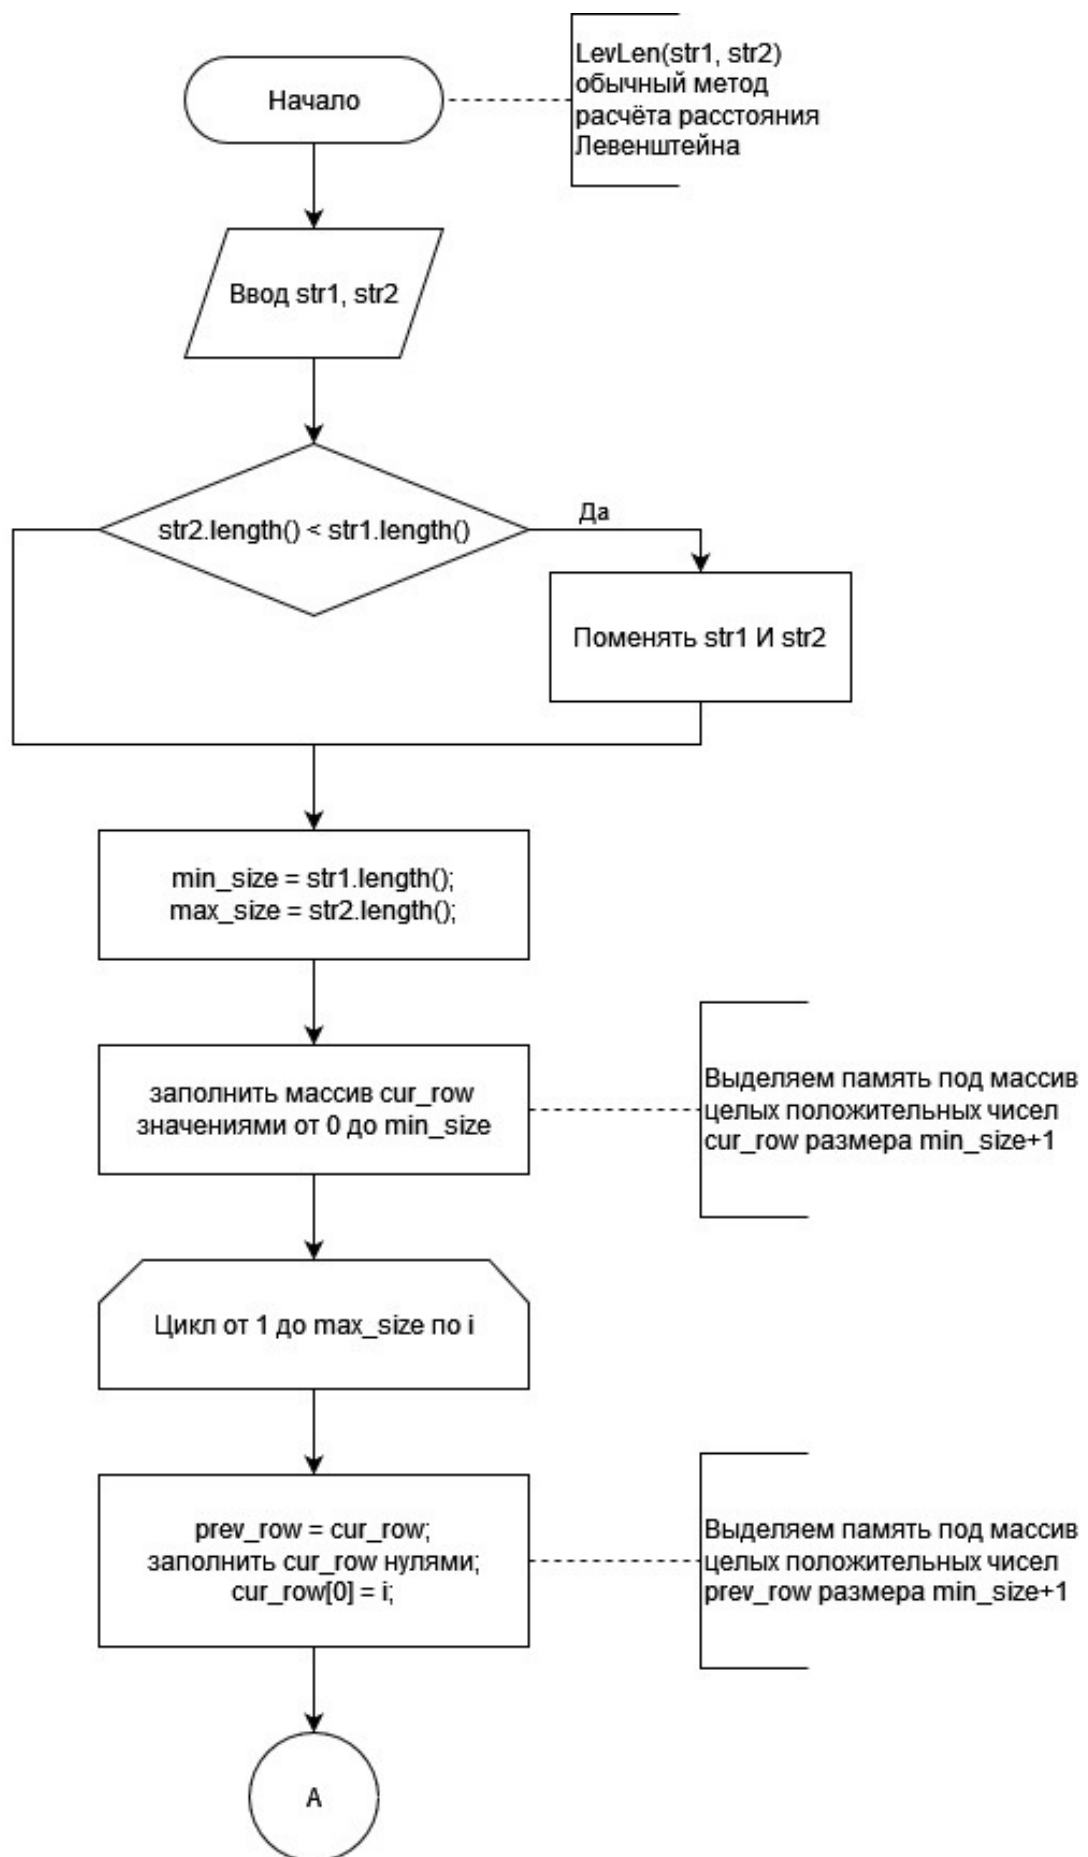 Начало
LevLen(str1, str2)
обычный метод
расчёта расстояния
Левенштейна
Ввод str1, str2
str2.length() < str1.length()
Да
Поменять str1 И str2
min_size = str1.length();
max_size = str2.length();
заполнить массив cur_row
значениями от 0 до min_size
Выделяем память под массив
целых положительных чисел
cur_row размера min_size+1
Цикл от 1 до max_size по i
prev_row = cur_row;
заполнить cur_row нулями;
cur_row[0] = i;
Выделяем память под массив
целых положительных чисел
prev_row размера min_size+1
А